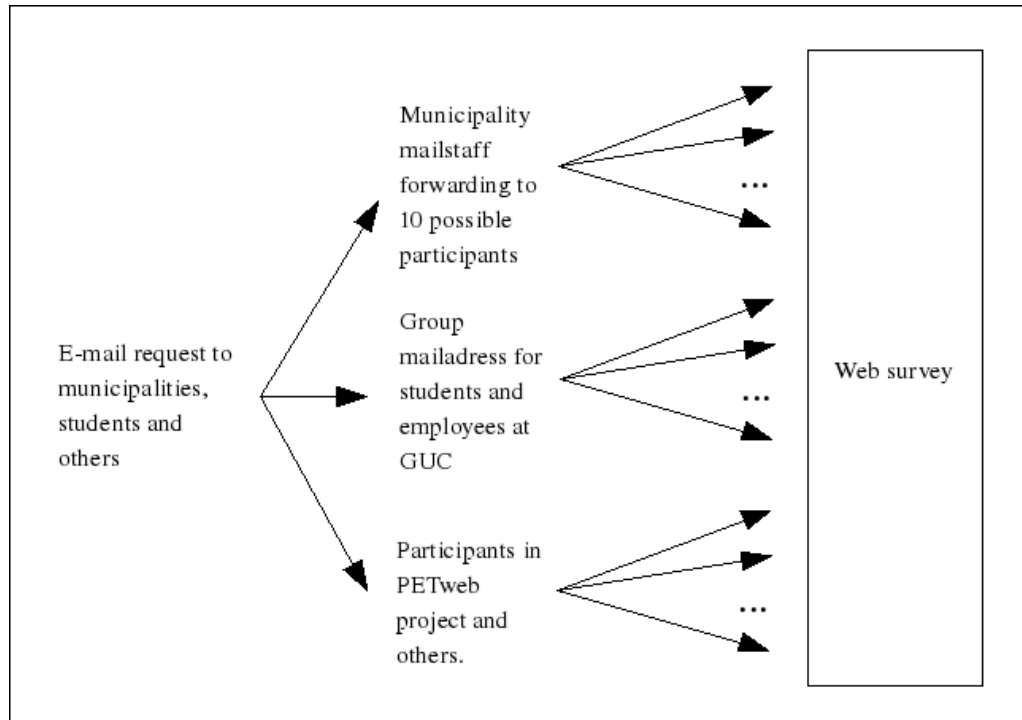 E-mail request to
municipalities,
students and
others
Municipality
mailstaff
forwarding to
10 possible
participants
Group
mailadress for
students and
employees at
GUC
Participants in
PETweb
project and
others.
...
...
...
Web survey